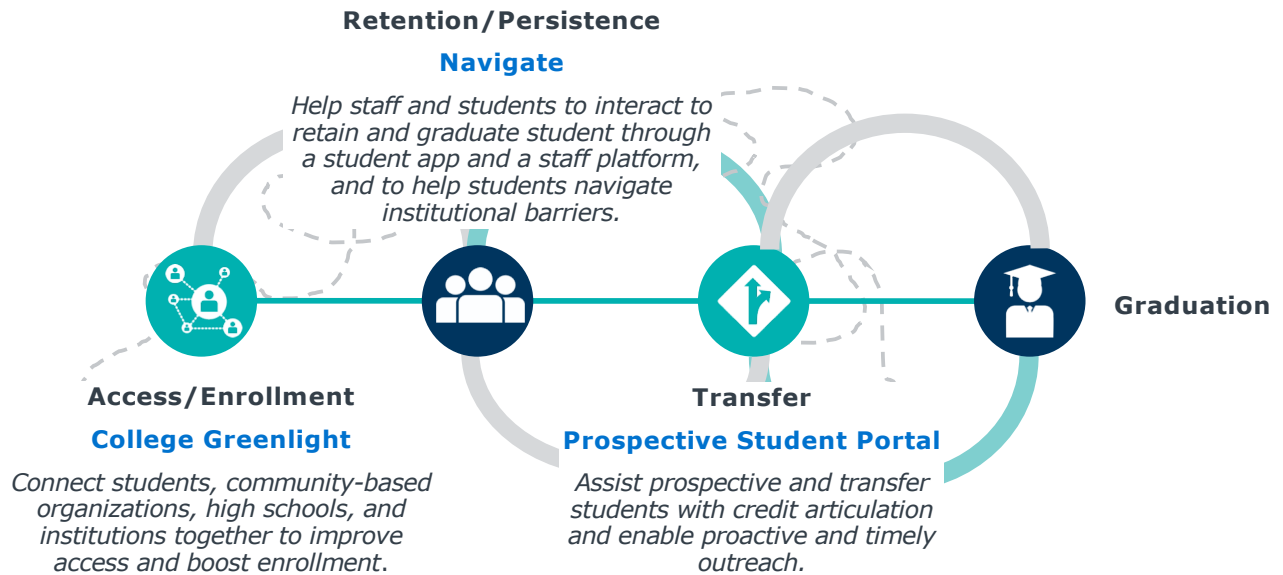 Retention/Persistence
Navigate
Help staff and students to interact to
retain and graduate student through
a student app and a staff platform,
and to help students navigate
institutional barriers.
Graduation
Access/Enrollment
College Greenlight
Connect students, community-based
organizations, high schools, and
institutions together to improve
access and boost enrollment.
Transfer
Prospective Student Portal
Assist prospective and transfer
students with credit articulation
and enable proactive and timely
outreach.